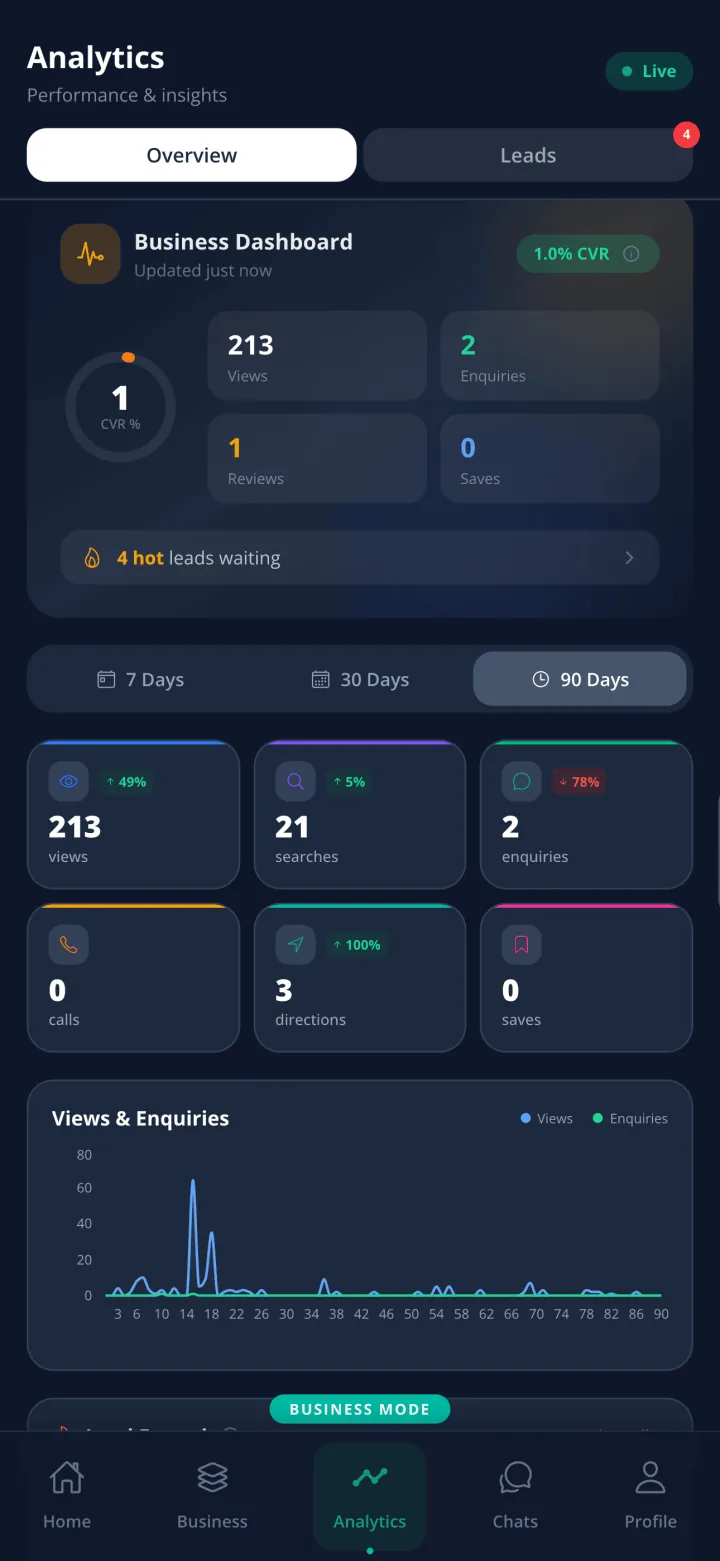 Analytics
Performance & insights
Live
Overview
Leads
4
Business Dashboard
Updated just now
1.0% CVR
1
CVR %
213
Views
2
Enquiries
1
Reviews
0
Saves
4 hot leads waiting
7 Days
30 Days
90 Days
↑ 49%
213
views
↑ 5%
21
searches
↓ 78%
2
enquiries
0
calls
↑ 100%
3
directions
0
saves
Views & Enquiries
Views
Enquiries
80
60
40
20
0
3 6 10 14 18 22 26 30 34 38 42 46 50 54 58 62 66 70 74 78 82 86 90
BUSINESS MODE
Home
Business
Analytics
Chats
Profile